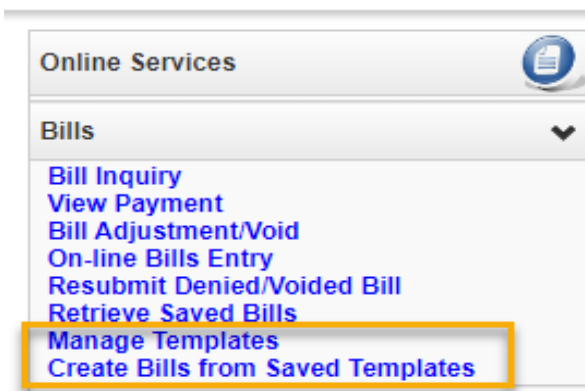 Online Services
Bills
Bill Inquiry
View Payment
Bill Adjustment/Void
On-line Bills Entry
Resubmit Denied/Voided Bill
Retrieve Saved Bills
Manage Templates
Create Bills from Saved Templates